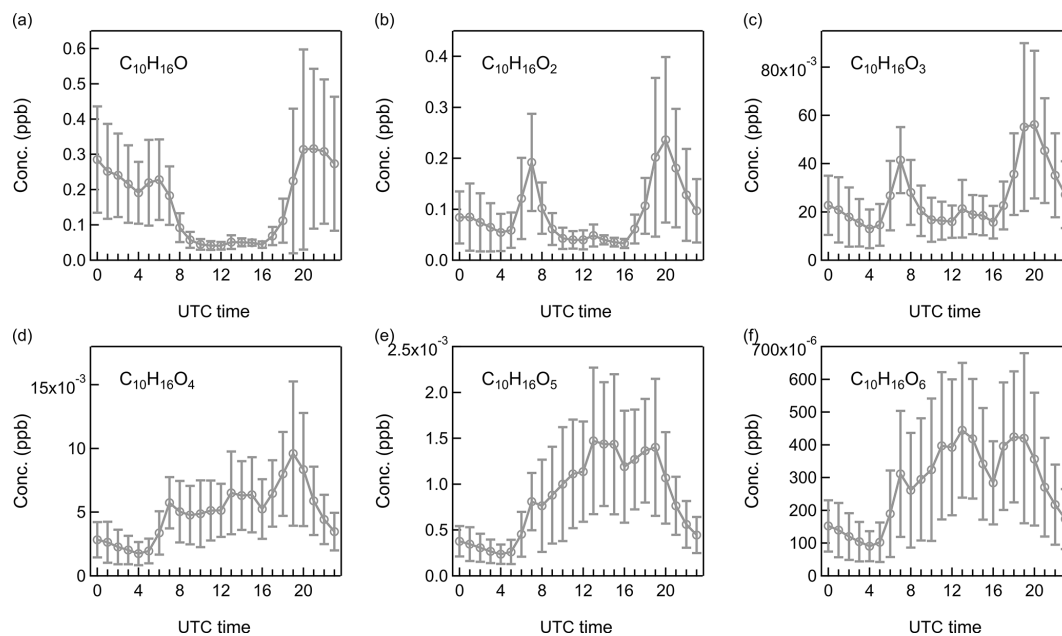 (a)
C₁₀H₁₆O
Conc. (ppb)
0.6
0.5
0.4
0.3
0.2
0.1
0.0
0 4 8 12 16 20
UTC time
(b)
C₁₀H₁₆O₂
Conc. (ppb)
0.4
0.3
0.2
0.1
0.0
0 4 8 12 16 20
UTC time
(c)
C₁₀H₁₆O₃
Conc. (ppb)
80x10⁻³
60
40
20
0
0 4 8 12 16 20
UTC time
(d)
C₁₀H₁₆O₄
Conc. (ppb)
15x10⁻³
10
5
0
0 4 8 12 16 20
UTC time
(e)
C₁₀H₁₆O₅
Conc. (ppb)
2.5x10⁻³
2.0
1.5
1.0
0.5
0.0
0 4 8 12 16 20
UTC time
(f)
C₁₀H₁₆O₆
Conc. (ppb)
700x10⁻⁶
600
500
400
300
200
100
0
0 4 8 12 16 20
UTC time